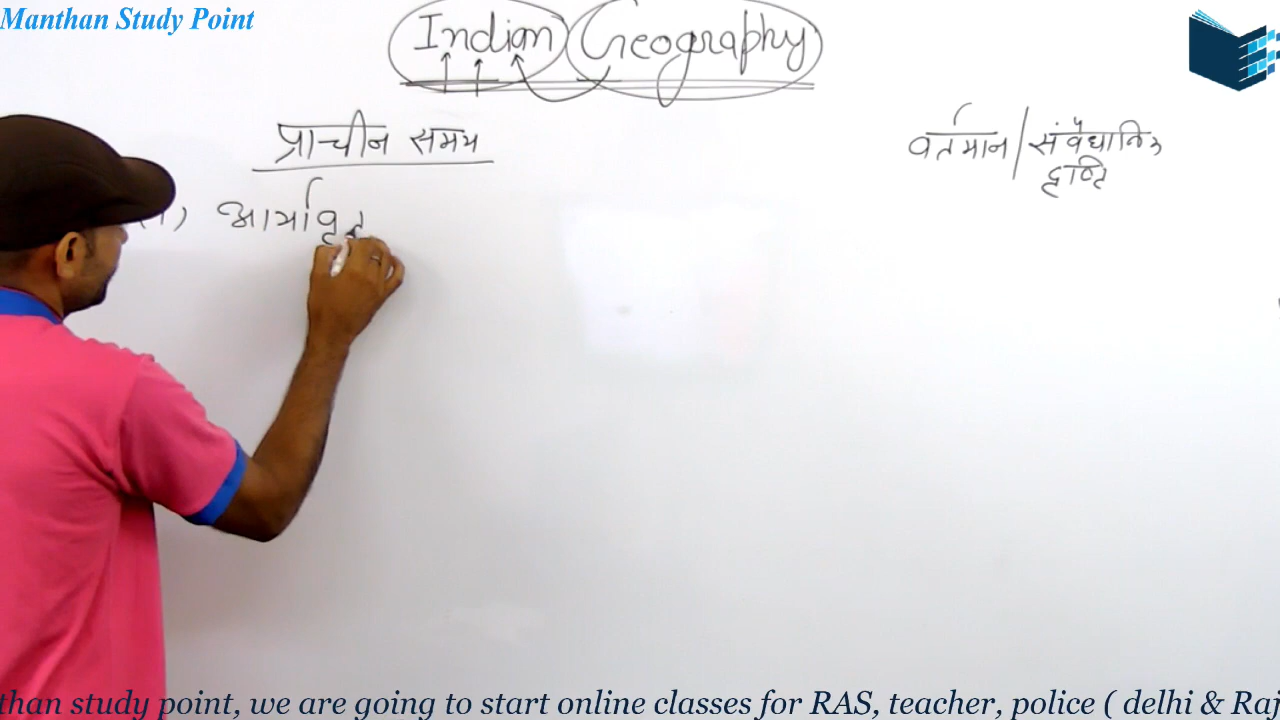 Manthan Study Point
Indian Geography
प्राचीन समय
वर्तमान / संवैधानिक
दृष्टि
आर्यावृत
than study point, we are going to start online classes for RAS, teacher, police ( delhi & Raj